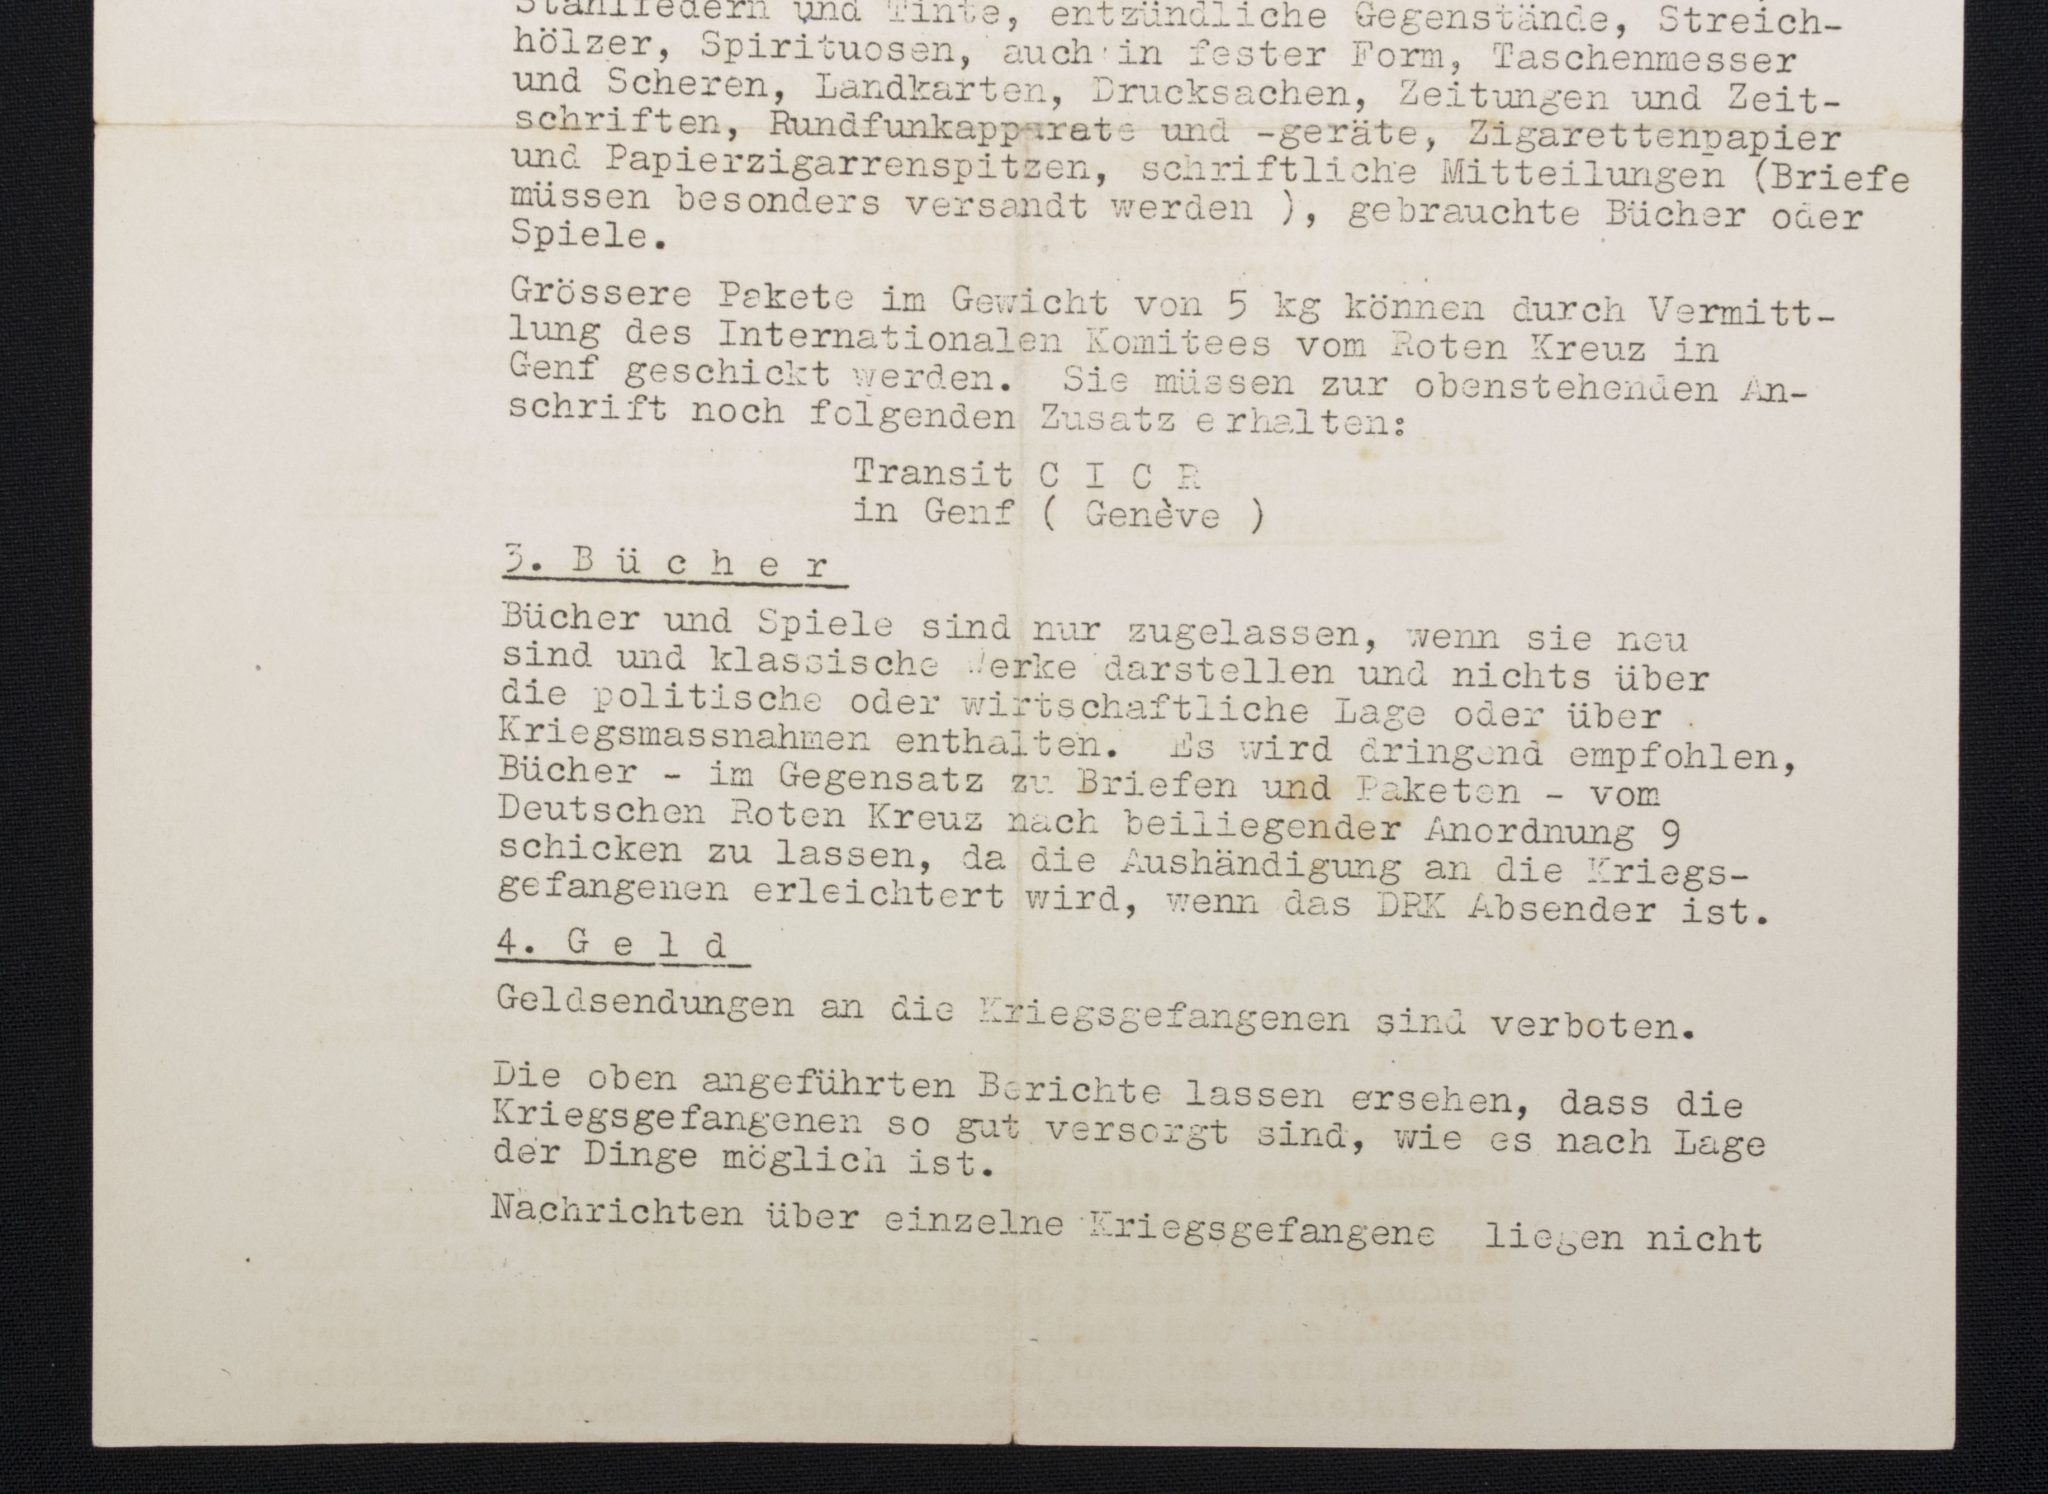 Stahlfedern und Tinte, entzündliche Gegenstände, Streich-
hölzer, Spirituosen, auch in fester Form, Taschenmesser
und Scheren, Landkarten, Drucksachen, Zeitungen und Zeit-
schriften, Rundfunkapparate und -geräte, Zigarettenpapier
und Papierzigarrenspitzen, schriftliche Mitteilungen (Briefe
müssen besonders versandt werden ), gebrauchte Bücher oder
Spiele.
Grössere Pakete im Gewicht von 5 kg können durch Vermitt-
lung des Internationalen Komitees vom Roten Kreuz in
Genf geschickt werden. Sie müssen zur obenstehenden An-
schrift noch folgenden Zusatz erhalten:
Transit C I C R
in Genf ( Genève )
3. B ü c h e r
Bücher und Spiele sind nur zugelassen, wenn sie neu
sind und klassische Werke darstellen und nichts über
die politische oder wirtschaftliche Lage oder über
Kriegsmassnahmen enthalten. Es wird dringend empfohlen,
Bücher - im Gegensatz zu Briefen und Paketen - vom
Deutschen Roten Kreuz nach beiliegender Anordnung 9
schicken zu lassen, da die Aushändigung an die Kriegs-
gefangenen erleichtert wird, wenn das DRK Absender ist.
4. G e l d
Geldsendungen an die Kriegsgefangenen sind verboten.
Die oben angeführten Berichte lassen ersehen, dass die
Kriegsgefangenen so gut versorgt sind, wie es nach Lage
der Dinge möglich ist.
Nachrichten über einzelne Kriegsgefangene liegen nicht